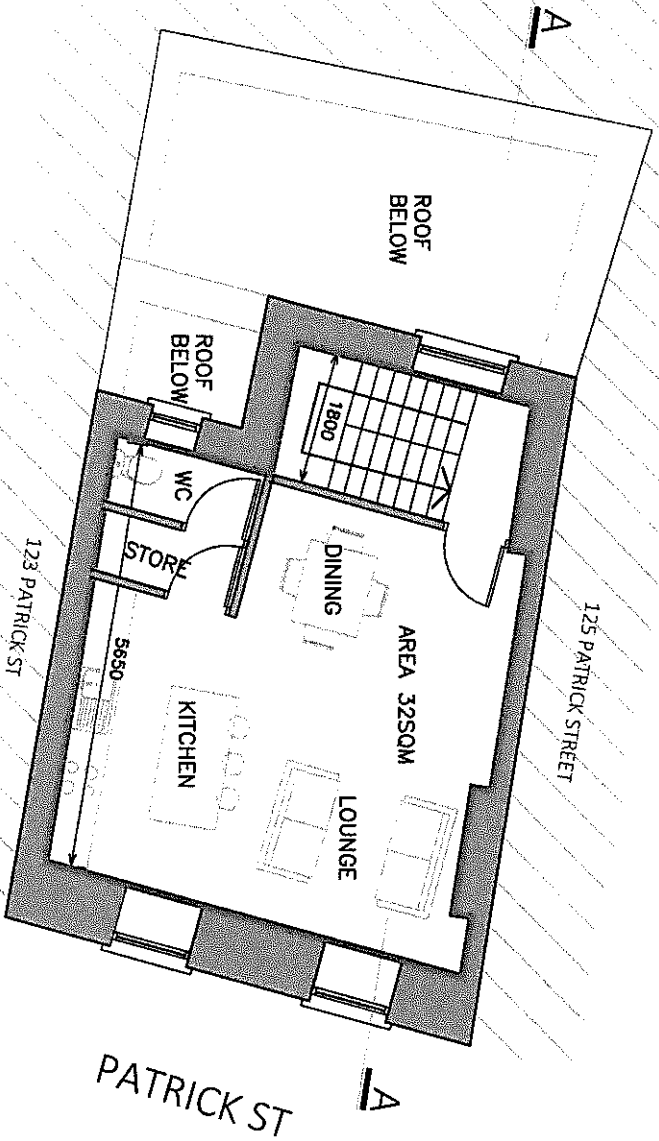 A
ROOF
BELOW
ROOF
BELOW
1800
WC
STORE
DINING
AREA 32SQM
125 PATRICK STREET
123 PATRICK ST
5650
KITCHEN
LOUNGE
A
PATRICK ST